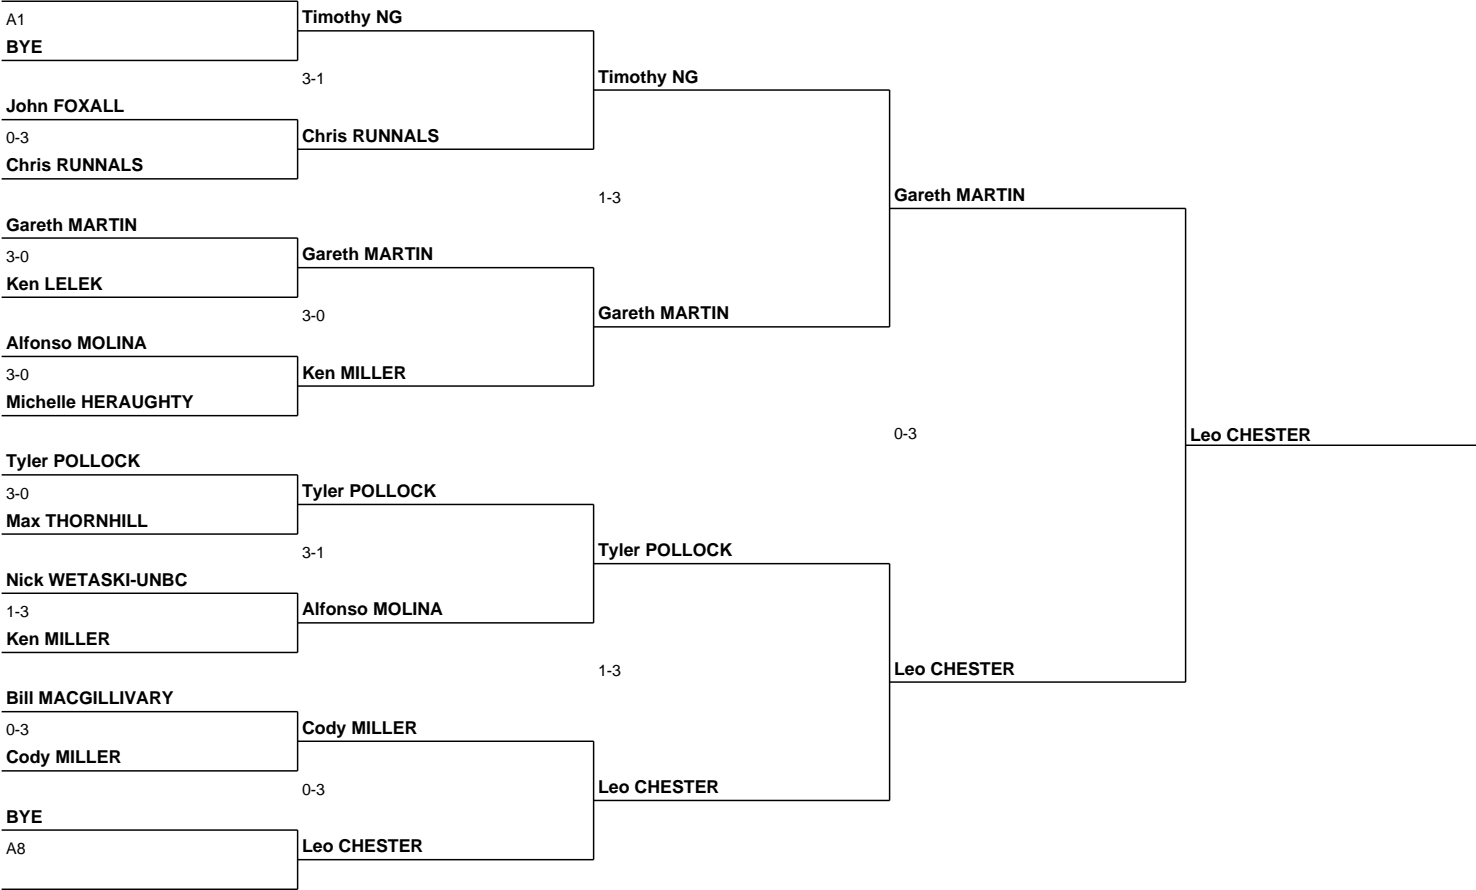 A1
BYE
John FOXALL
0-3
Chris RUNNALS
Gareth MARTIN
3-0
Ken LELEK
Alfonso MOLINA
3-0
Michelle HERAUGHTY
Tyler POLLOCK
3-0
Max THORNHILL
Nick WETASKI-UNBC
1-3
Ken MILLER
Bill MACGILLIVARY
0-3
Cody MILLER
BYE
A8
Timothy NG
3-1
Chris RUNNALS
Gareth MARTIN
3-0
Ken MILLER
Tyler POLLOCK
3-1
Alfonso MOLINA
Cody MILLER
0-3
Leo CHESTER
Timothy NG
1-3
Gareth MARTIN
Tyler POLLOCK
1-3
Leo CHESTER
Gareth MARTIN
0-3
Leo CHESTER
Leo CHESTER